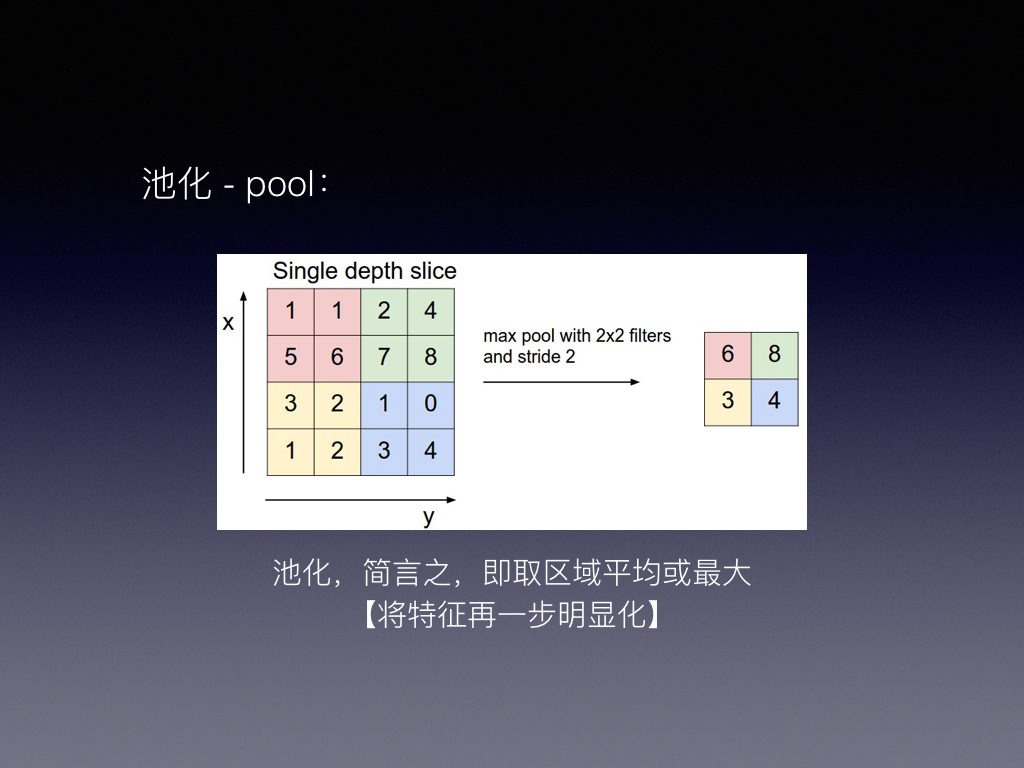 池化 - pool：
Single depth slice
x
1 1 2 4
5 6 7 8
3 2 1 0
1 2 3 4
y
max pool with 2x2 filters
and stride 2
6 8
3 4
池化，简言之，即取区域平均或最大
【将特征再一步明显化】